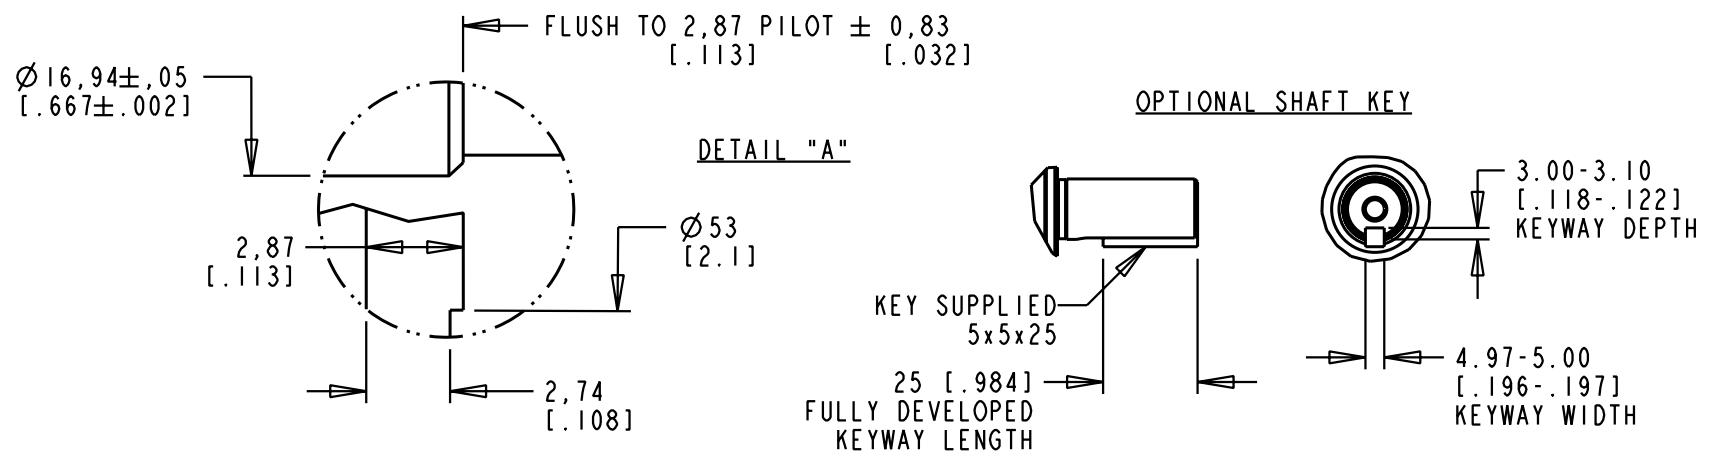 FLUSH TO 2,87 PILOT ± 0,83
[.113] [.032]
Ø16,94±,05
[.667±.002]
DETAIL "A"
Ø53
[2.1]
2,87
[.113]
2,74
[.108]
OPTIONAL SHAFT KEY
3.00-3.10
[.118-.122]
KEYWAY DEPTH
KEY SUPPLIED
5x5x25
25 [.984]
FULLY DEVELOPED
KEYWAY LENGTH
4.97-5.00
[.196-.197]
KEYWAY WIDTH